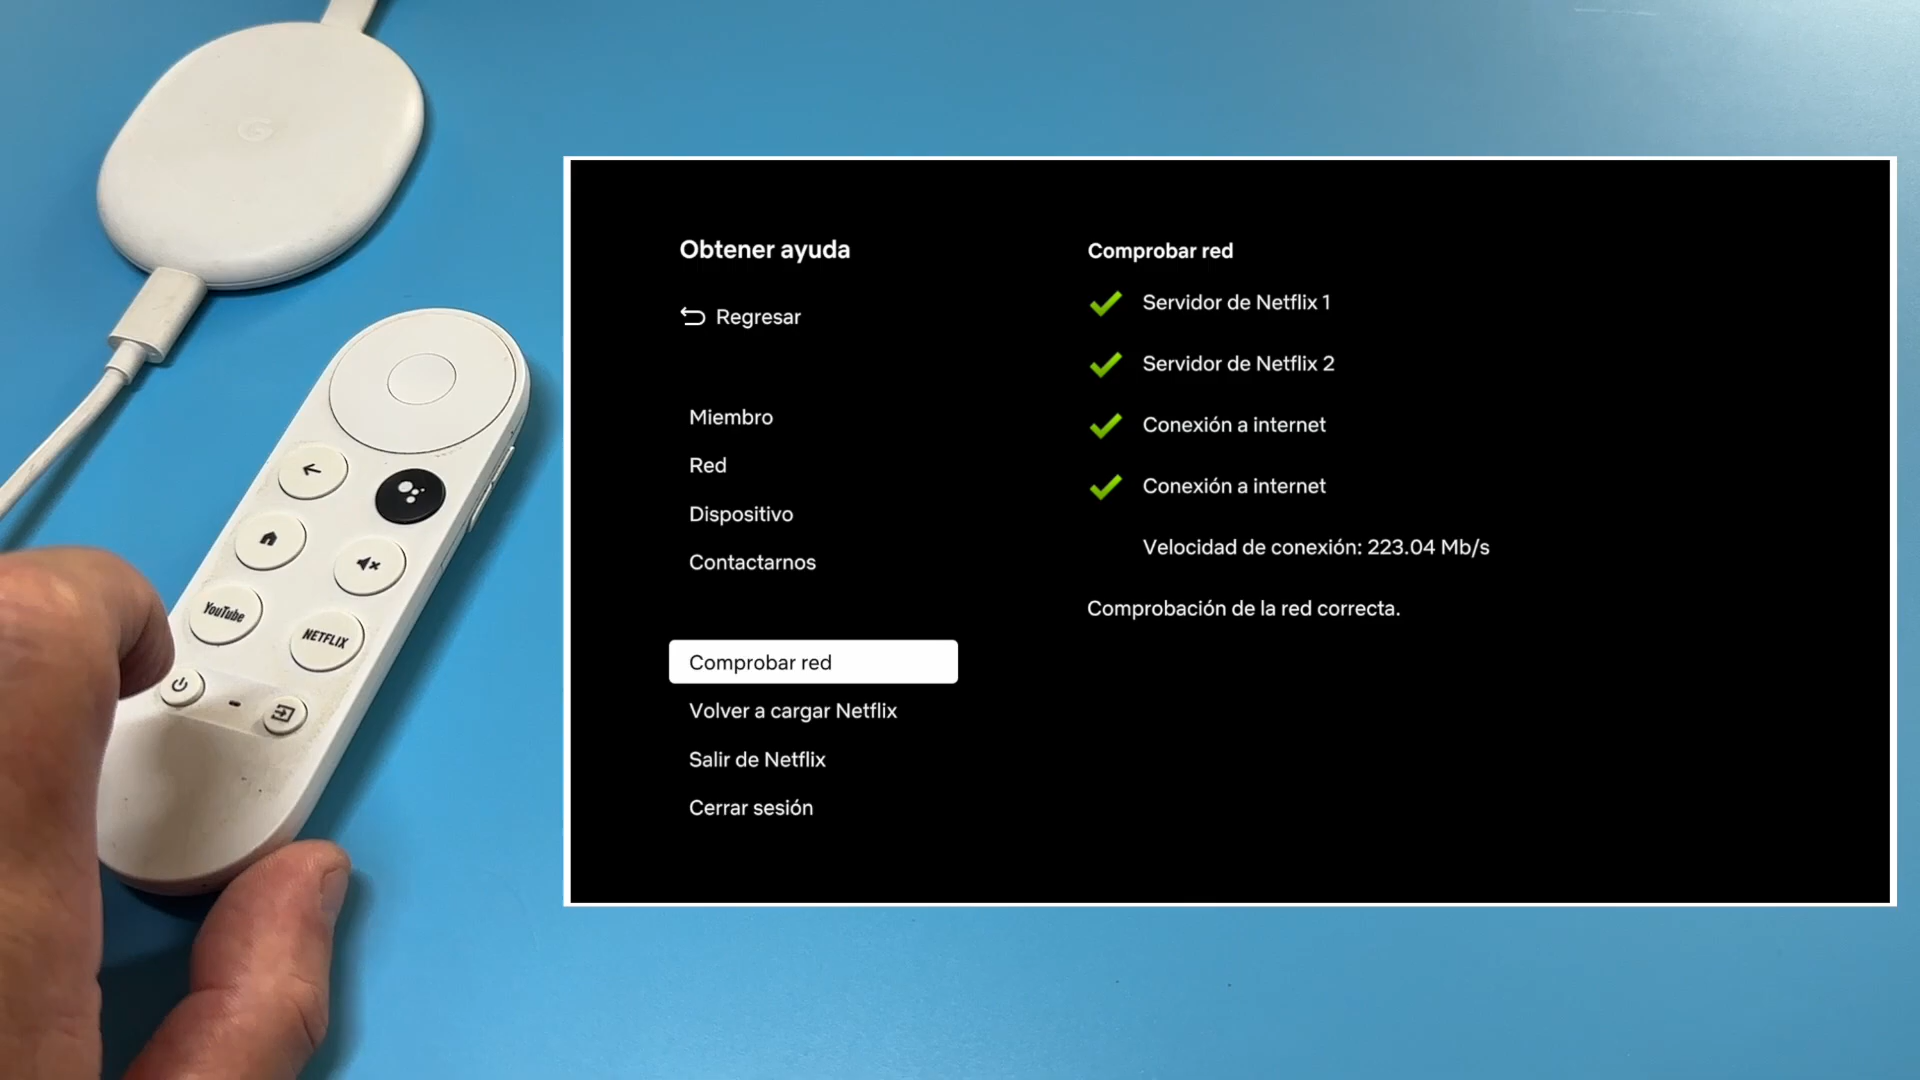 G
YouTube
NETFLIX
Obtener ayuda
Regresar
Miembro
Red
Dispositivo
Contactarnos
Comprobar red
Volver a cargar Netflix
Salir de Netflix
Cerrar sesión
Comprobar red
Servidor de Netflix 1
Servidor de Netflix 2
Conexión a internet
Conexión a internet
Velocidad de conexión: 223.04 Mb/s
Comprobación de la red correcta.